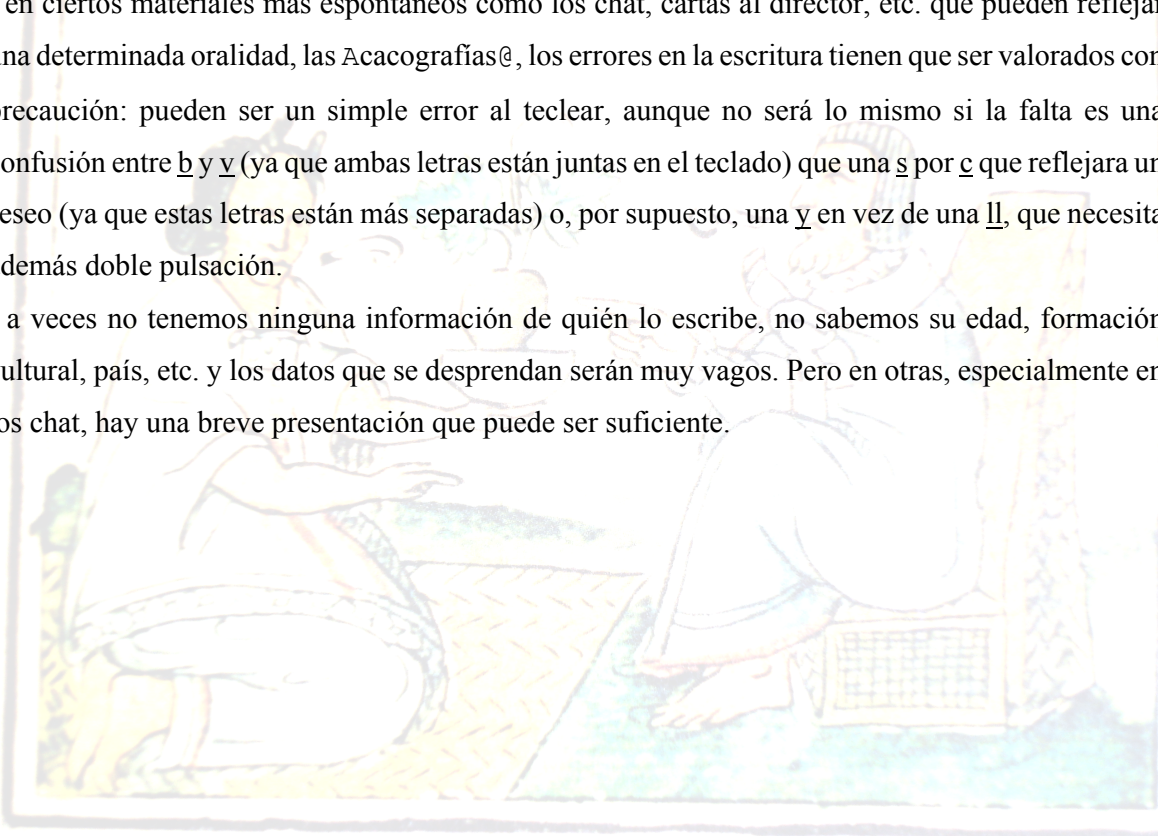 en ciertos materiales más espontáneos como los chat, cartas al director, etc. que pueden reflejar
una determinada oralidad, las Acacografías@, los errores en la escritura tienen que ser valorados con
precaución: pueden ser un simple error al teclear, aunque no será lo mismo si la falta es una
confusión entre b y v (ya que ambas letras están juntas en el teclado) que una s por c que reflejara un
seseo (ya que estas letras están más separadas) o, por supuesto, una y en vez de una ll, que necesita
además doble pulsación.
a veces no tenemos ninguna información de quién lo escribe, no sabemos su edad, formación
cultural, país, etc. y los datos que se desprendan serán muy vagos. Pero en otras, especialmente en
los chat, hay una breve presentación que puede ser suficiente.